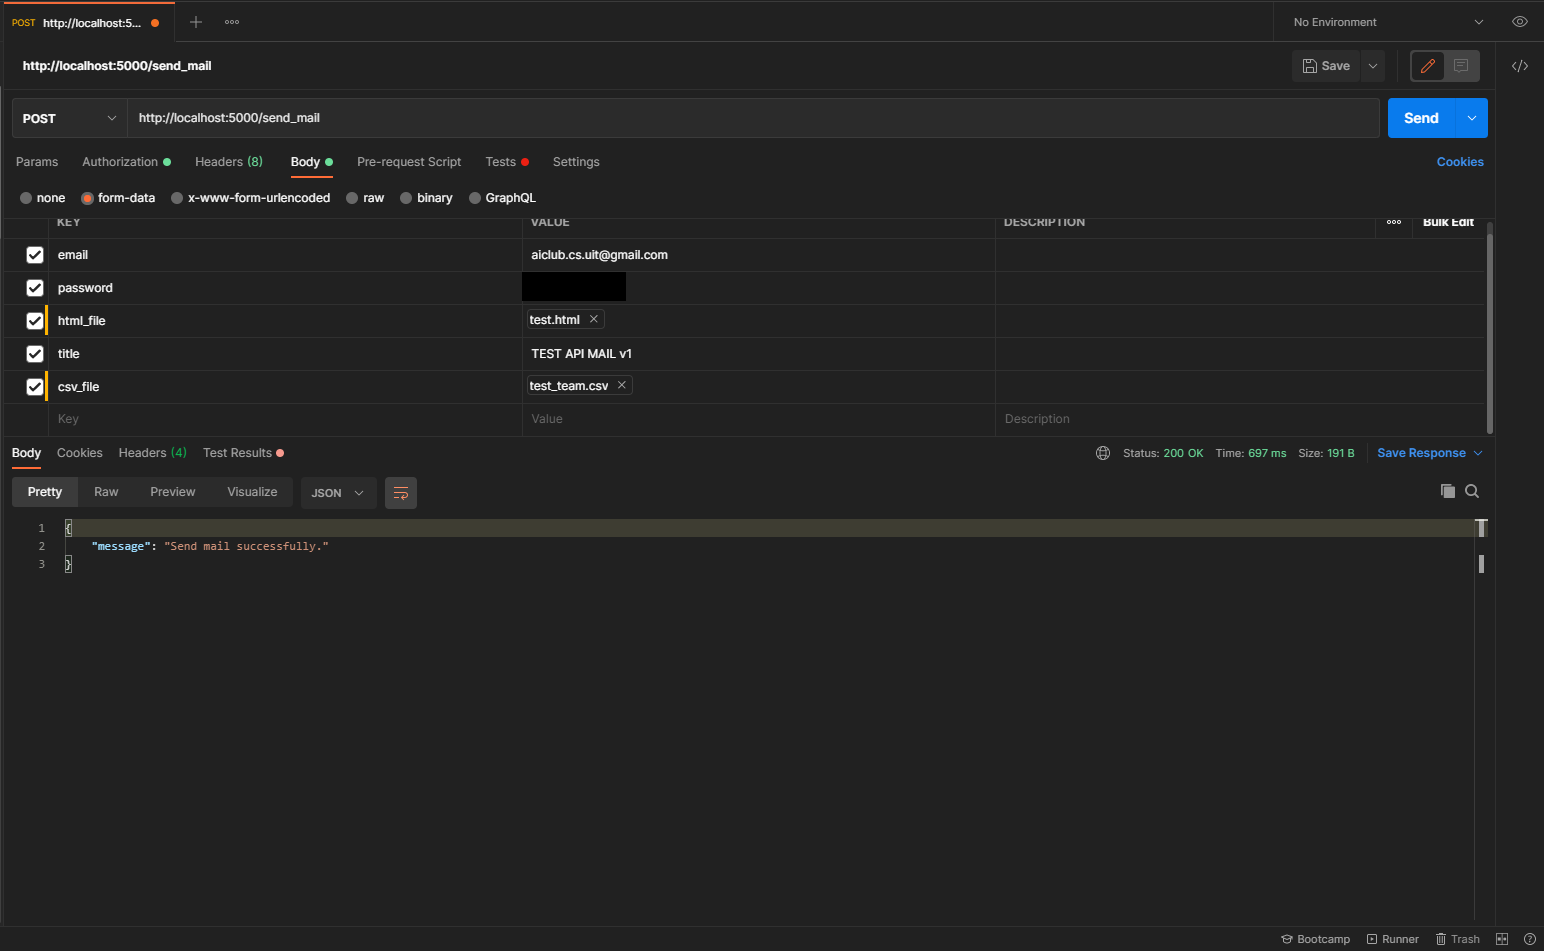 POST http://localhost:5...
No Environment
http://localhost:5000/send_mail
Save
POST http://localhost:5000/send_mail
Send
Params Authorization Headers (8) Body Pre-request Script Tests Settings Cookies
none form-data x-www-form-urlencoded raw binary GraphQL
KEY VALUE DESCRIPTION Bulk Edit
email aiclub.cs.uit@gmail.com
password
html_file test.html
title TEST API MAIL v1
csv_file test_team.csv
Key Value Description
Body Cookies Headers (4) Test Results Status: 200 OK Time: 697 ms Size: 191 B Save Response
Pretty Raw Preview Visualize JSON
1 {
2 "message": "Send mail successfully."
3 }
Bootcamp Runner Trash